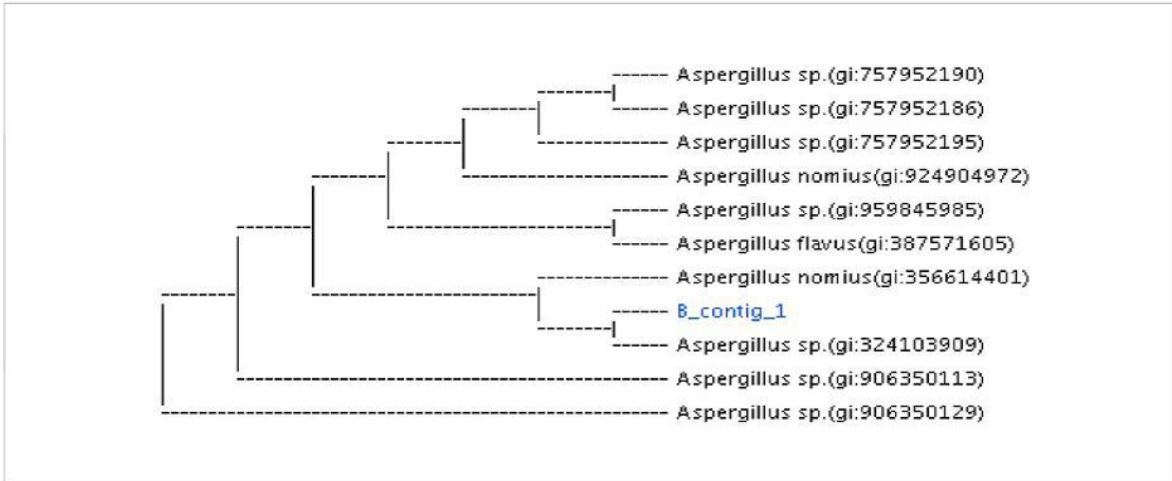 Aspergillus sp.(gi:757952190)
Aspergillus sp.(gi:757952186)
Aspergillus sp.(gi:757952195)
Aspergillus nomius(gi:924904972)
Aspergillus sp.(gi:959845985)
Aspergillus flavus(gi:387571605)
Aspergillus nomius(gi:356614401)
B_contig_1
Aspergillus sp.(gi:324103909)
Aspergillus sp.(gi:906350113)
Aspergillus sp.(gi:906350129)